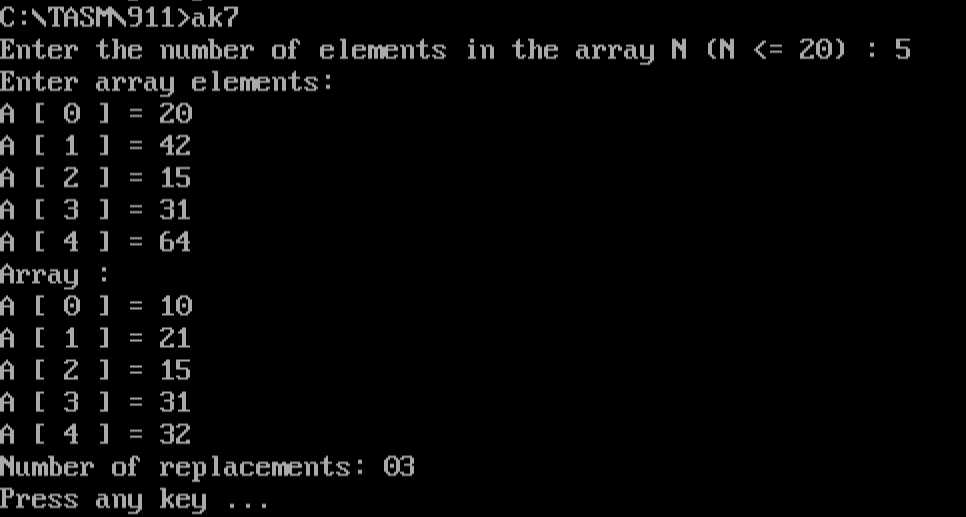 C:\TASM\911>ak7
Enter the number of elements in the array N (N <= 20) : 5
Enter array elements:
A [ 0 ] = 20
A [ 1 ] = 42
A [ 2 ] = 15
A [ 3 ] = 31
A [ 4 ] = 64
Array :
A [ 0 ] = 10
A [ 1 ] = 21
A [ 2 ] = 15
A [ 3 ] = 31
A [ 4 ] = 32
Number of replacements: 03
Press any key ...